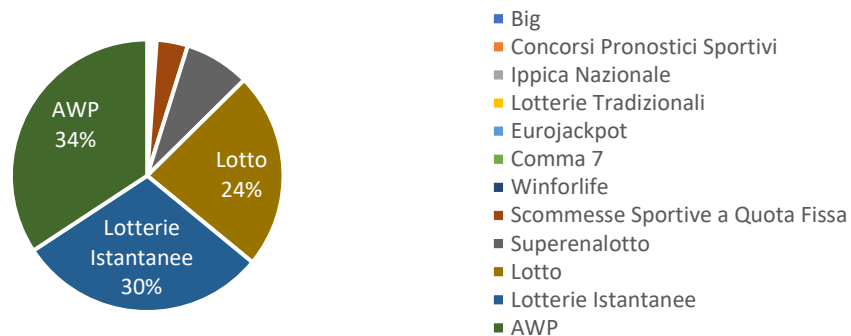 AWP
34%
Lotto
24%
Lotterie
Istantanee
30%
Big
Concorsi Pronostici Sportivi
Ippica Nazionale
Lotterie Tradizionali
Eurojackpot
Comma 7
Winforlife
Scommesse Sportive a Quota Fissa
Superenalotto
Lotto
Lotterie Istantanee
AWP